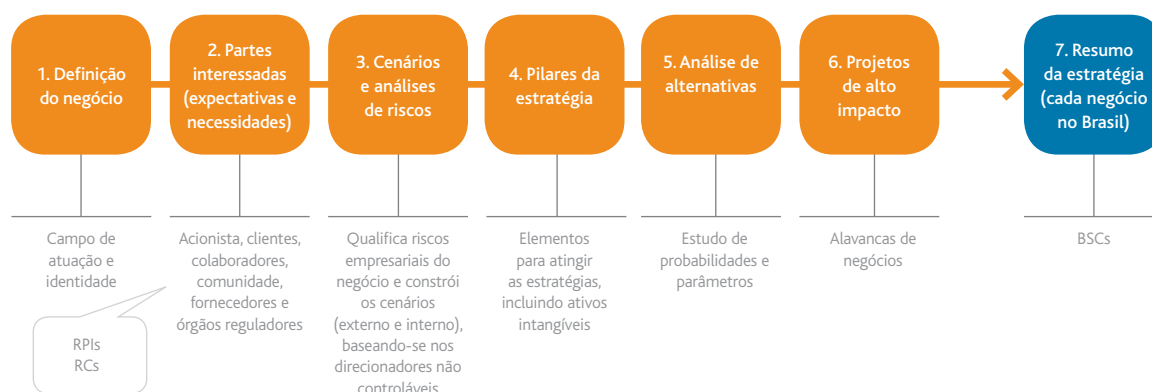 1. Definição
do negócio
2. Partes
interessadas
(expectativas e
necessidades)
3. Cenários
e análises
de riscos
4. Pilares da
estratégia
5. Análise de
alternativas
6. Projetos
de alto
impacto
7. Resumo
da estratégia
(cada negócio
no Brasil)
Campo de
atuação e
identidade
RPIs
RCs
Acionista, clientes,
colaboradores,
comunidade,
fornecedores e
órgãos reguladores
Qualifica riscos
empresariais do
negócio e constrói
os cenários
(externo e interno),
baseando-se nos
direcionadores não
controláveis
Elementos
para atingir
as estratégias,
incluindo ativos
intangíveis
Estudo de
probabilidades e
parâmetros
Alavancas de
negócios
BSCs